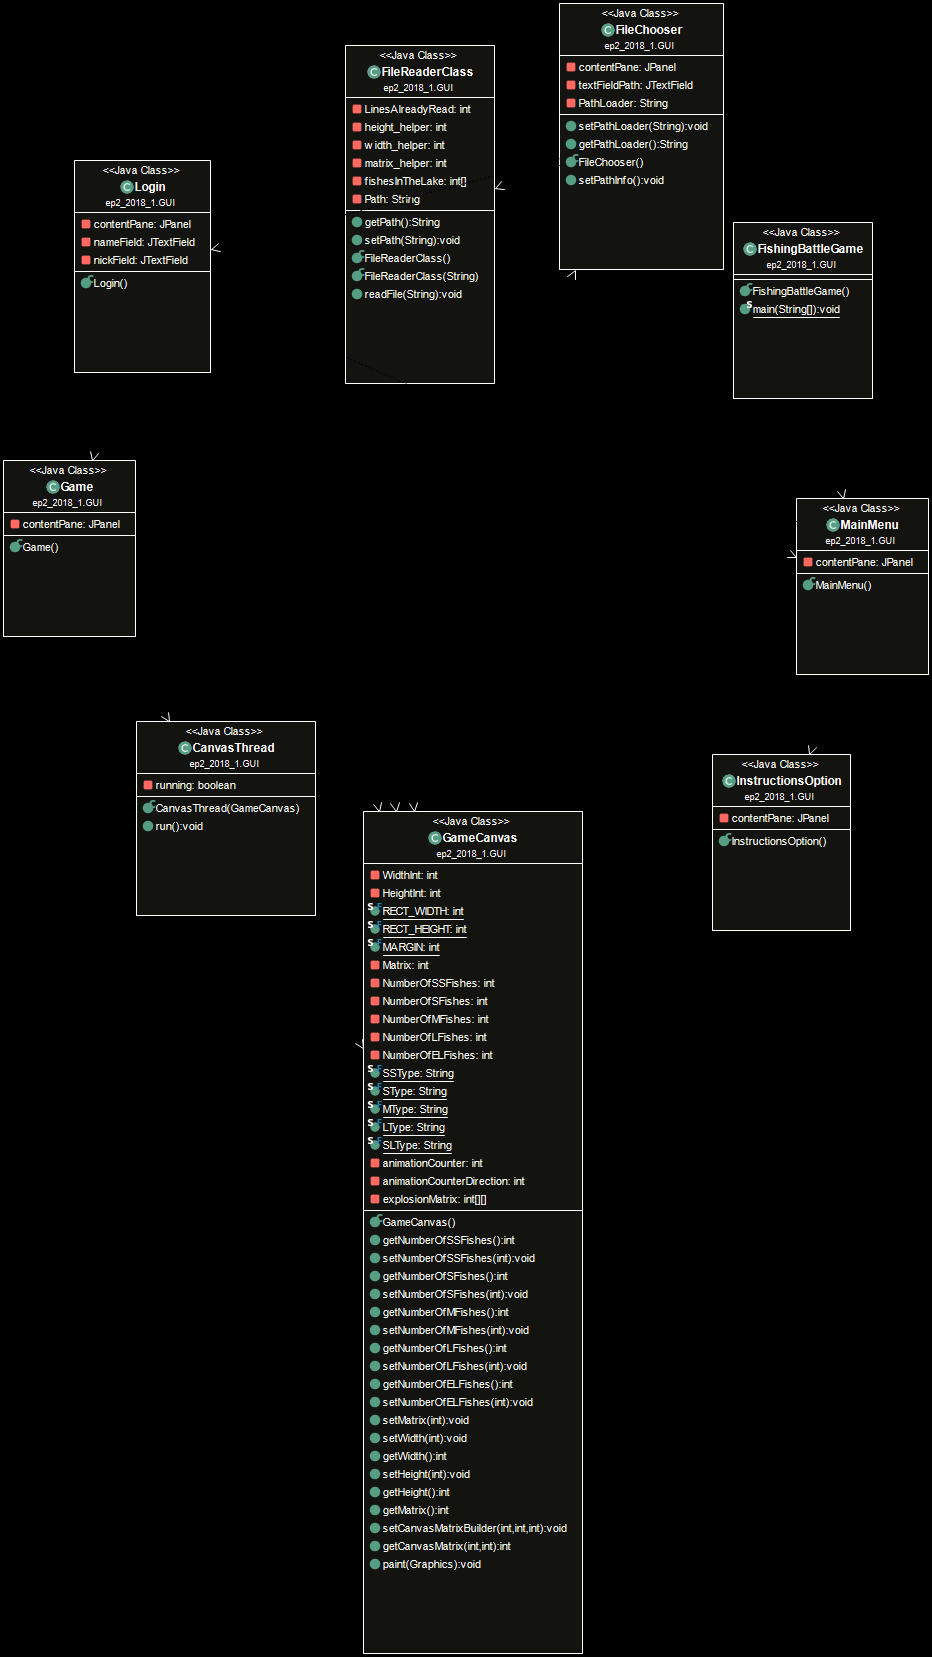 <<Java Class>>
FileChooser
ep2_2018_1.GUI
contentPane: JPanel
textFieldPath: JTextField
PathLoader: String
setPathLoader(String):void
getPathLoader():String
FileChooser()
setPathInfo():void
<<Java Class>>
FileReaderClass
ep2_2018_1.GUI
LinesAlreadyRead: int
height_helper: int
width_helper: int
matrix_helper: int
fishesInTheLake: int[]
Path: String
getPath():String
setPath(String):void
FileReaderClass()
FileReaderClass(String)
readFile(String):void
<<Java Class>>
Login
ep2_2018_1.GUI
contentPane: JPanel
nameField: JTextField
nickField: JTextField
Login()
<<Java Class>>
FishingBattleGame
ep2_2018_1.GUI
FishingBattleGame()
main(String[]):void
<<Java Class>>
Game
ep2_2018_1.GUI
contentPane: JPanel
Game()
<<Java Class>>
MainMenu
ep2_2018_1.GUI
contentPane: JPanel
MainMenu()
<<Java Class>>
CanvasThread
ep2_2018_1.GUI
running: boolean
CanvasThread(GameCanvas)
run():void
<<Java Class>>
InstructionsOption
ep2_2018_1.GUI
contentPane: JPanel
InstructionsOption()
<<Java Class>>
GameCanvas
ep2_2018_1.GUI
WidthInt: int
HeightInt: int
RECT_WIDTH: int
RECT_HEIGHT: int
MARGIN: int
Matrix: int
NumberOfSSFishes: int
NumberOfSFishes: int
NumberOfMFishes: int
NumberOfLFishes: int
NumberOfELFishes: int
SSType: String
SType: String
MType: String
LType: String
SLType: String
animationCounter: int
animationCounterDirection: int
explosionMatrix: int[][]
GameCanvas()
getNumberOfSSFishes():int
setNumberOfSSFishes(int):void
getNumberOfSFishes():int
setNumberOfSFishes(int):void
getNumberOfMFishes():int
setNumberOfMFishes(int):void
getNumberOfLFishes():int
setNumberOfLFishes(int):void
getNumberOfELFishes():int
setNumberOfELFishes(int):void
setMatrix(int):void
setWidth(int):void
getWidth():int
setHeight(int):void
getHeight():int
getMatrix():int
setCanvasMatrixBuilder(int,int,int):void
getCanvasMatrix(int,int):int
paint(Graphics):void